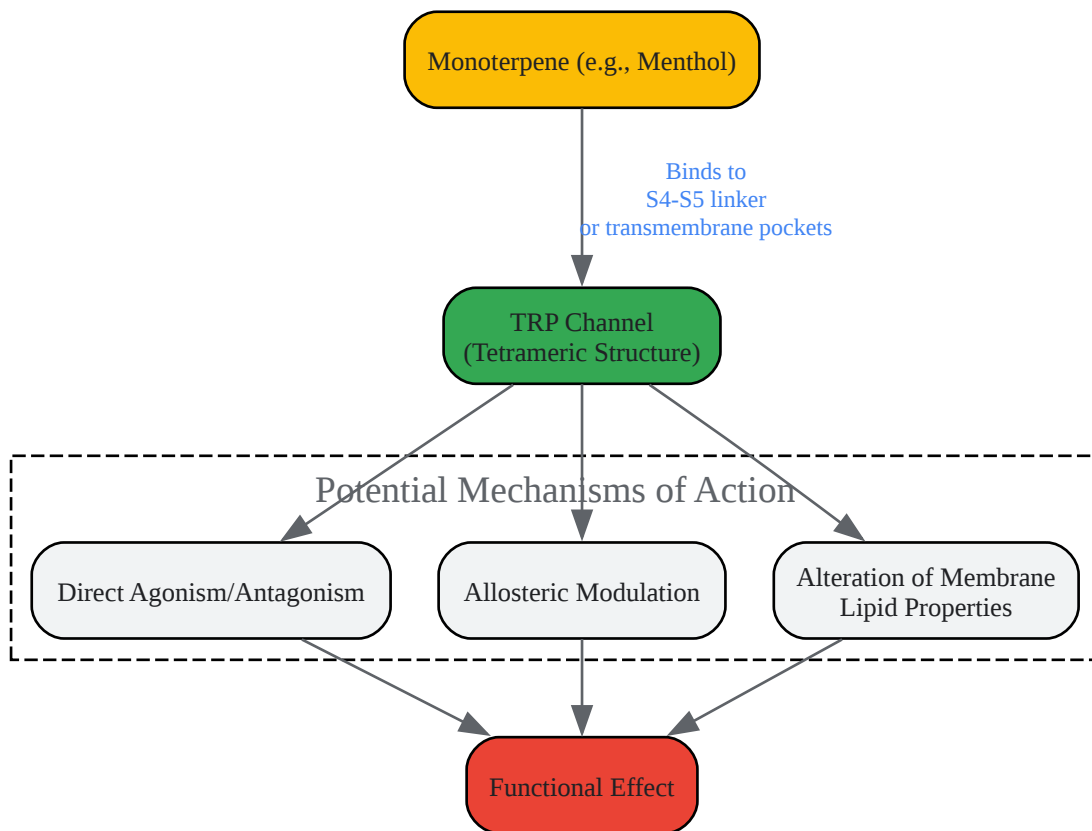 Monoterpene (e.g., Menthol)
Binds to
S4-S5 linker
or transmembrane pockets
TRP Channel
(Tetrameric Structure)
Potential Mechanisms of Action
Direct Agonism/Antagonism
Allosteric Modulation
Alteration of Membrane
Lipid Properties
Functional Effect